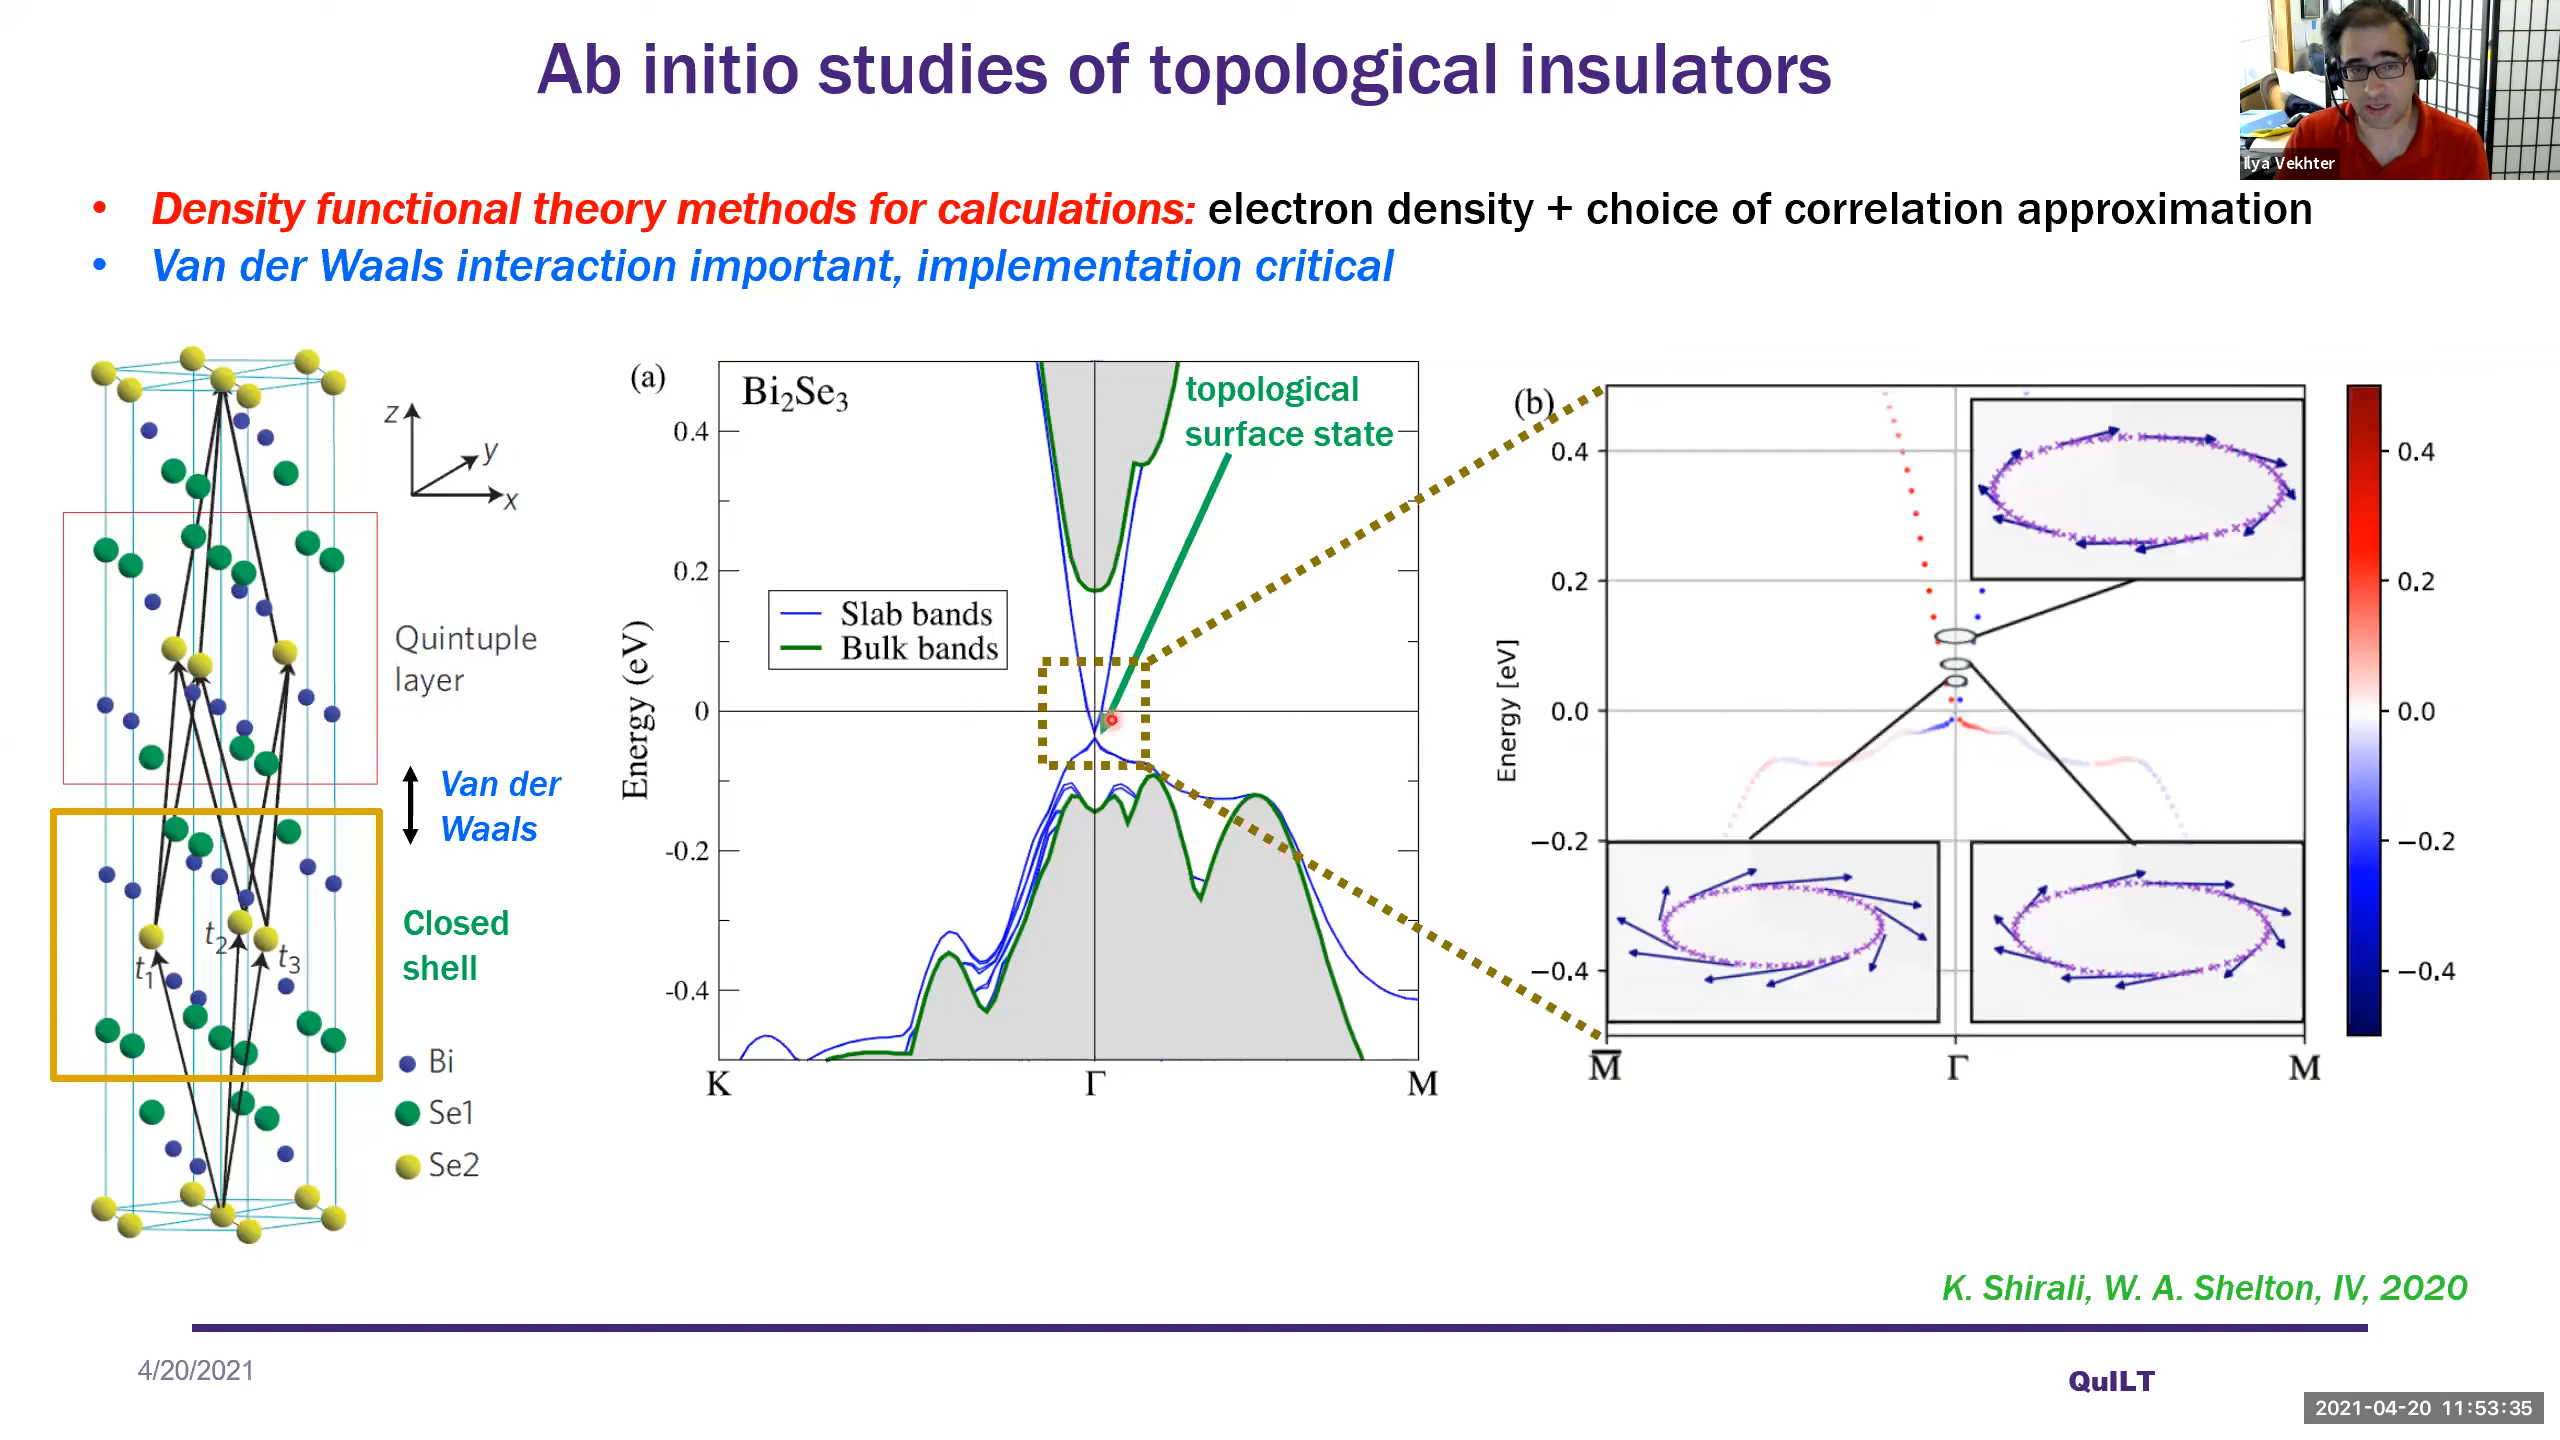 Ab initio studies of topological insulators
Ilya Vekhter
• Density functional theory methods for calculations: electron density + choice of correlation approximation
• Van der Waals interaction important, implementation critical
z
y
x
Quintuple
layer
Van der
Waals
Closed
shell
t1
t2
t3
Bi
Se1
Se2
(a)
Bi2Se3
topological
surface state
Slab bands
Bulk bands
Energy (eV)
0.4
0.2
0
-0.2
-0.4
K
Γ
M
(b)
Energy [eV]
0.4
0.2
0.0
−0.2
−0.4
M̅
Γ
M
0.4
0.2
0.0
−0.2
−0.4
K. Shirali, W. A. Shelton, IV, 2020
4/20/2021
QuILT
2021-04-20 11:53:35